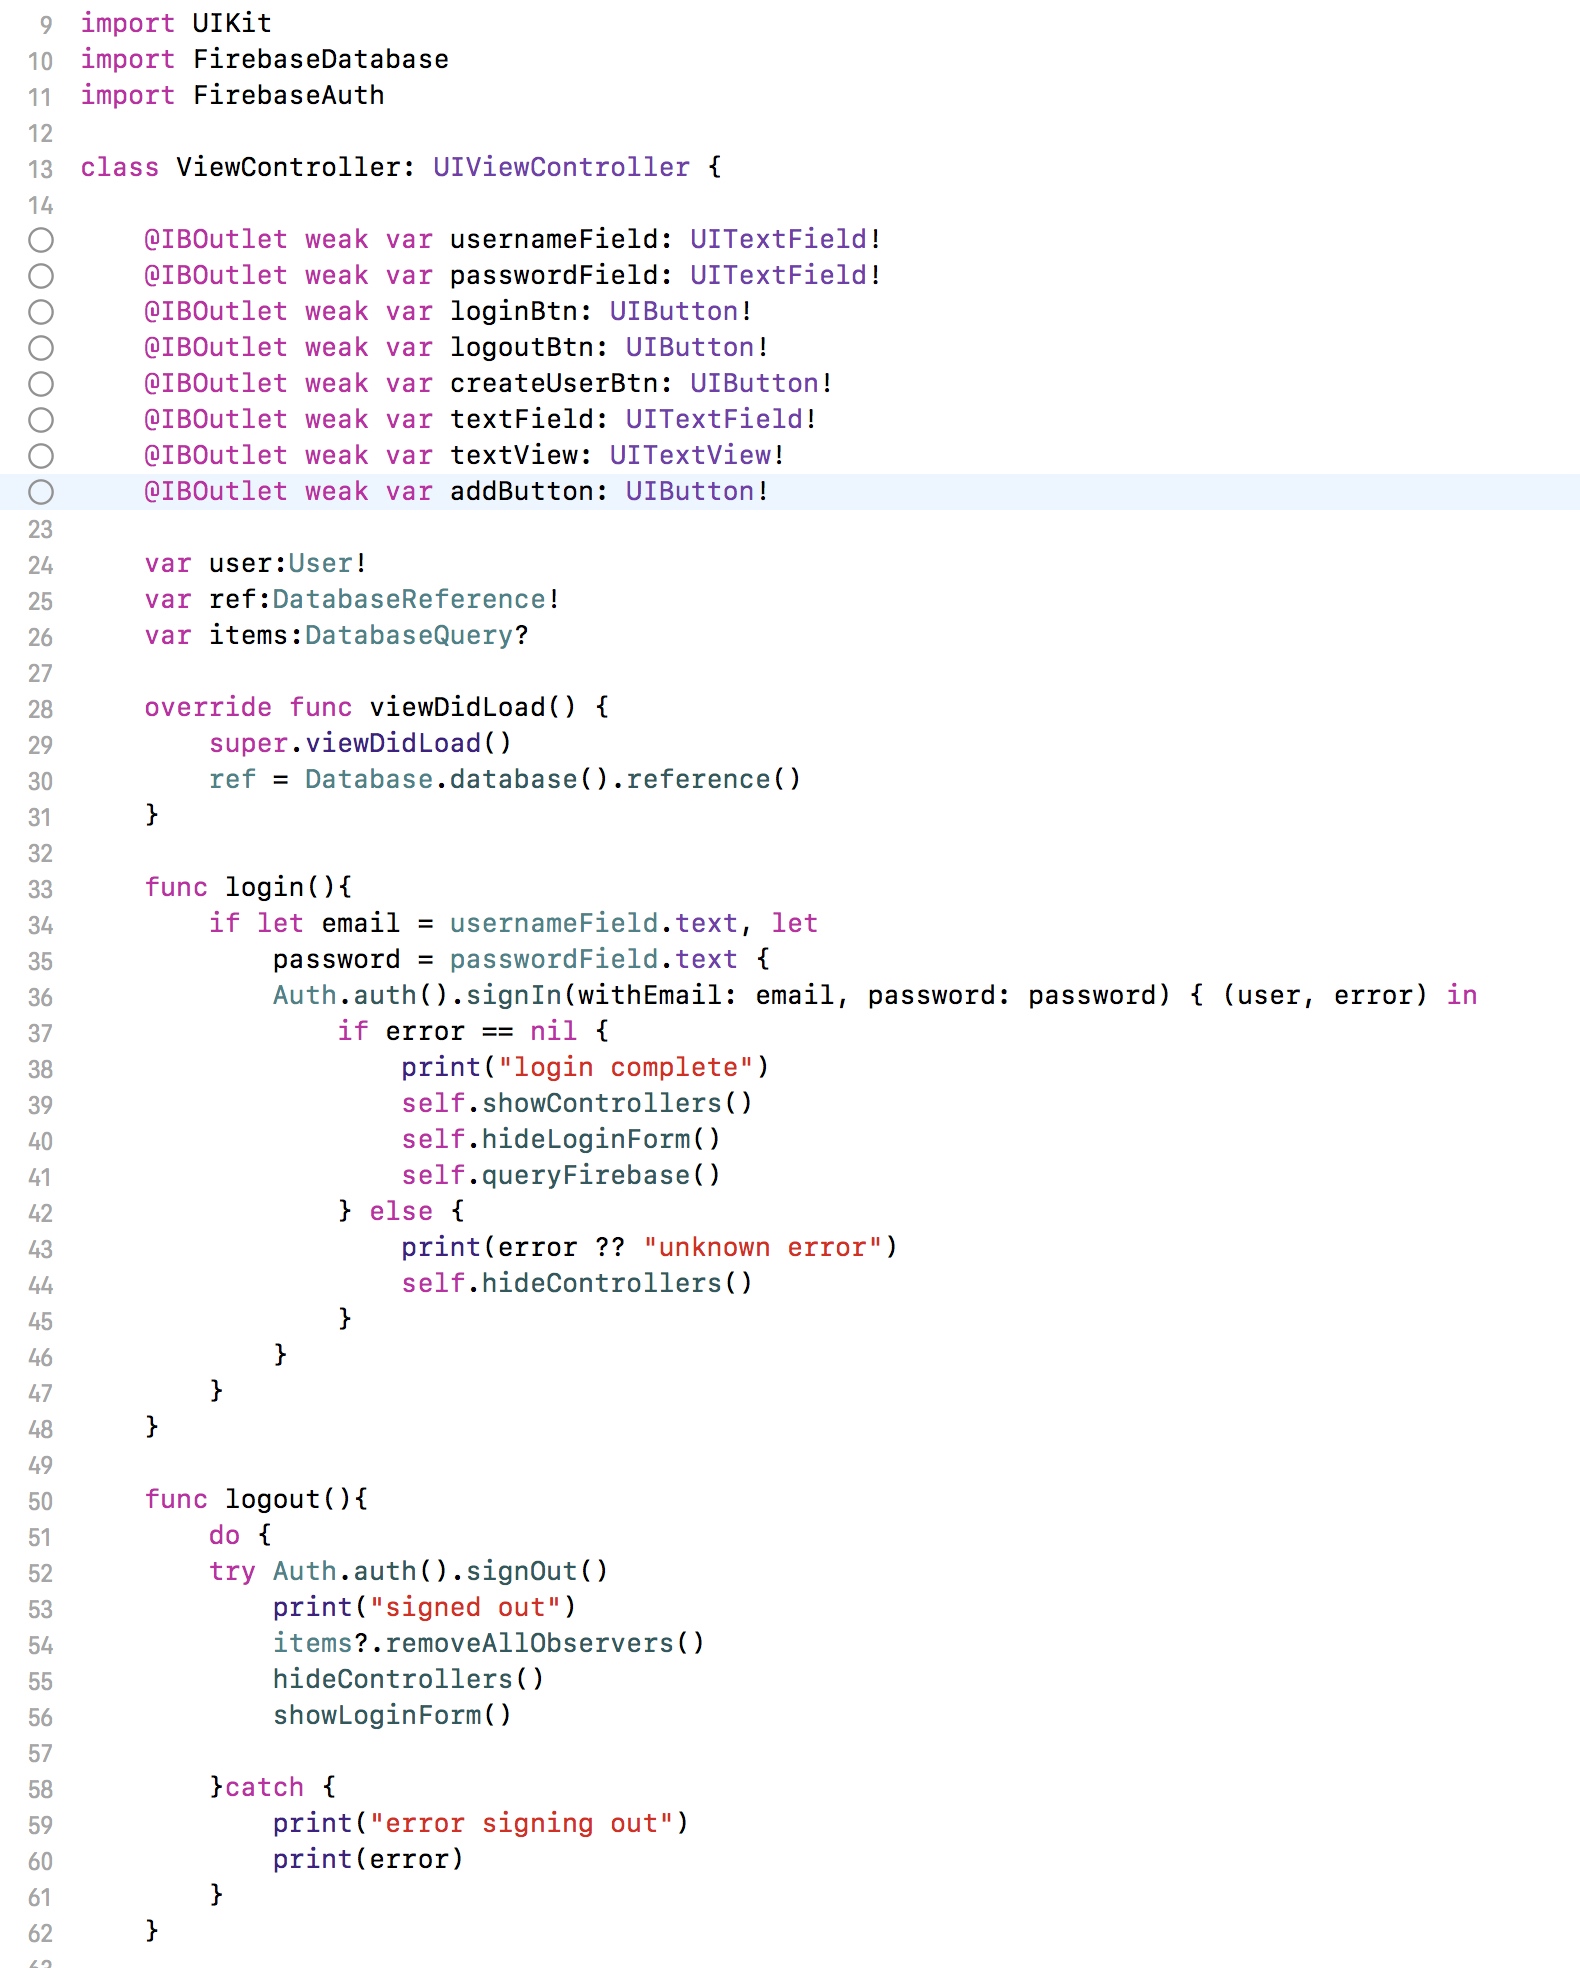 9 import UIKit
10 import FirebaseDatabase
11 import FirebaseAuth
12
13 class ViewController: UIViewController {
14
@IBOutlet weak var usernameField: UITextField!
@IBOutlet weak var passwordField: UITextField!
@IBOutlet weak var loginBtn: UIButton!
@IBOutlet weak var logoutBtn: UIButton!
@IBOutlet weak var createUserBtn: UIButton!
@IBOutlet weak var textField: UITextField!
@IBOutlet weak var textView: UITextView!
@IBOutlet weak var addButton: UIButton!
23
24 var user:User!
25 var ref:DatabaseReference!
26 var items:DatabaseQuery?
27
28 override func viewDidLoad() {
29 super.viewDidLoad()
30 ref = Database.database().reference()
31 }
32
33 func login(){
34 if let email = usernameField.text, let
35 password = passwordField.text {
36 Auth.auth().signIn(withEmail: email, password: password) { (user, error) in
37 if error == nil {
38 print("login complete")
39 self.showControllers()
40 self.hideLoginForm()
41 self.queryFirebase()
42 } else {
43 print(error ?? "unknown error")
44 self.hideControllers()
45 }
46 }
47 }
48 }
49
50 func logout(){
51 do {
52 try Auth.auth().signOut()
53 print("signed out")
54 items?.removeAllObservers()
55 hideControllers()
56 showLoginForm()
57
58 }catch {
59 print("error signing out")
60 print(error)
61 }
62 }